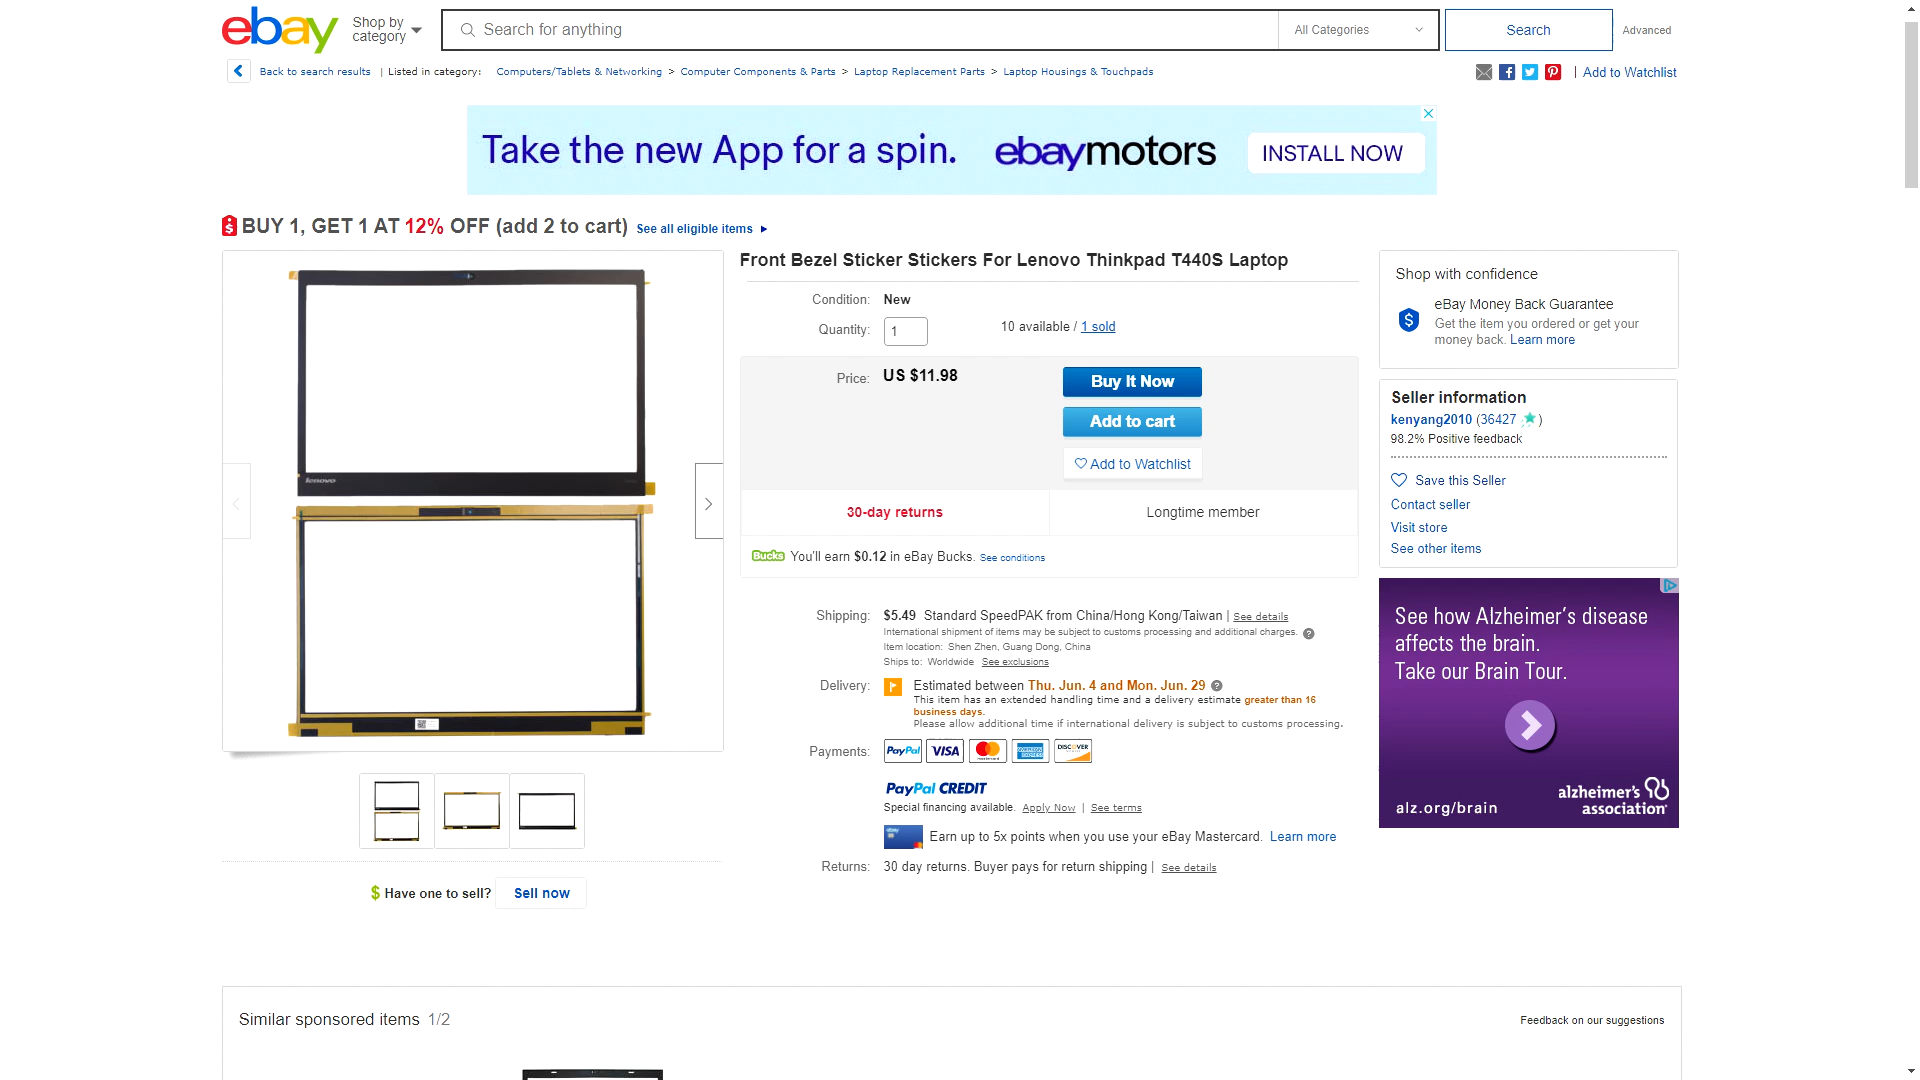 ebay
Shop by
category
Search for anything
All Categories
Search
Advanced
Back to search results | Listed in category: Computers/Tablets & Networking > Computer Components & Parts > Laptop Replacement Parts > Laptop Housings & Touchpads
| Add to Watchlist
Take the new App for a spin. ebaymotors INSTALL NOW
BUY 1, GET 1 AT 12% OFF (add 2 to cart) See all eligible items
Front Bezel Sticker Stickers For Lenovo Thinkpad T440S Laptop
Condition: New
Quantity: 1 10 available / 1 sold
Price: US $11.98
Buy It Now
Add to cart
Add to Watchlist
30-day returns Longtime member
Bucks You'll earn $0.12 in eBay Bucks. See conditions
Shipping: $5.49 Standard SpeedPAK from China/Hong Kong/Taiwan | See details
International shipment of items may be subject to customs processing and additional charges.
Item location: Shen Zhen, Guang Dong, China
Ships to: Worldwide See exclusions
Delivery: Estimated between Thu. Jun. 4 and Mon. Jun. 29
This item has an extended handling time and a delivery estimate greater than 16
business days.
Please allow additional time if international delivery is subject to customs processing.
Payments: PayPal VISA mastercard AMERICAN EXPRESS DISCOVER
PayPal CREDIT
Special financing available. Apply Now | See terms
Earn up to 5x points when you use your eBay Mastercard. Learn more
Returns: 30 day returns. Buyer pays for return shipping | See details
lenovo
$ Have one to sell? Sell now
Shop with confidence
eBay Money Back Guarantee
Get the item you ordered or get your
money back. Learn more
Seller information
kenyang2010 (36427 )
98.2% Positive feedback
Save this Seller
Contact seller
Visit store
See other items
See how Alzheimer's disease
affects the brain.
Take our Brain Tour.
alz.org/brain
alzheimer's
association
Similar sponsored items 1/2
Feedback on our suggestions